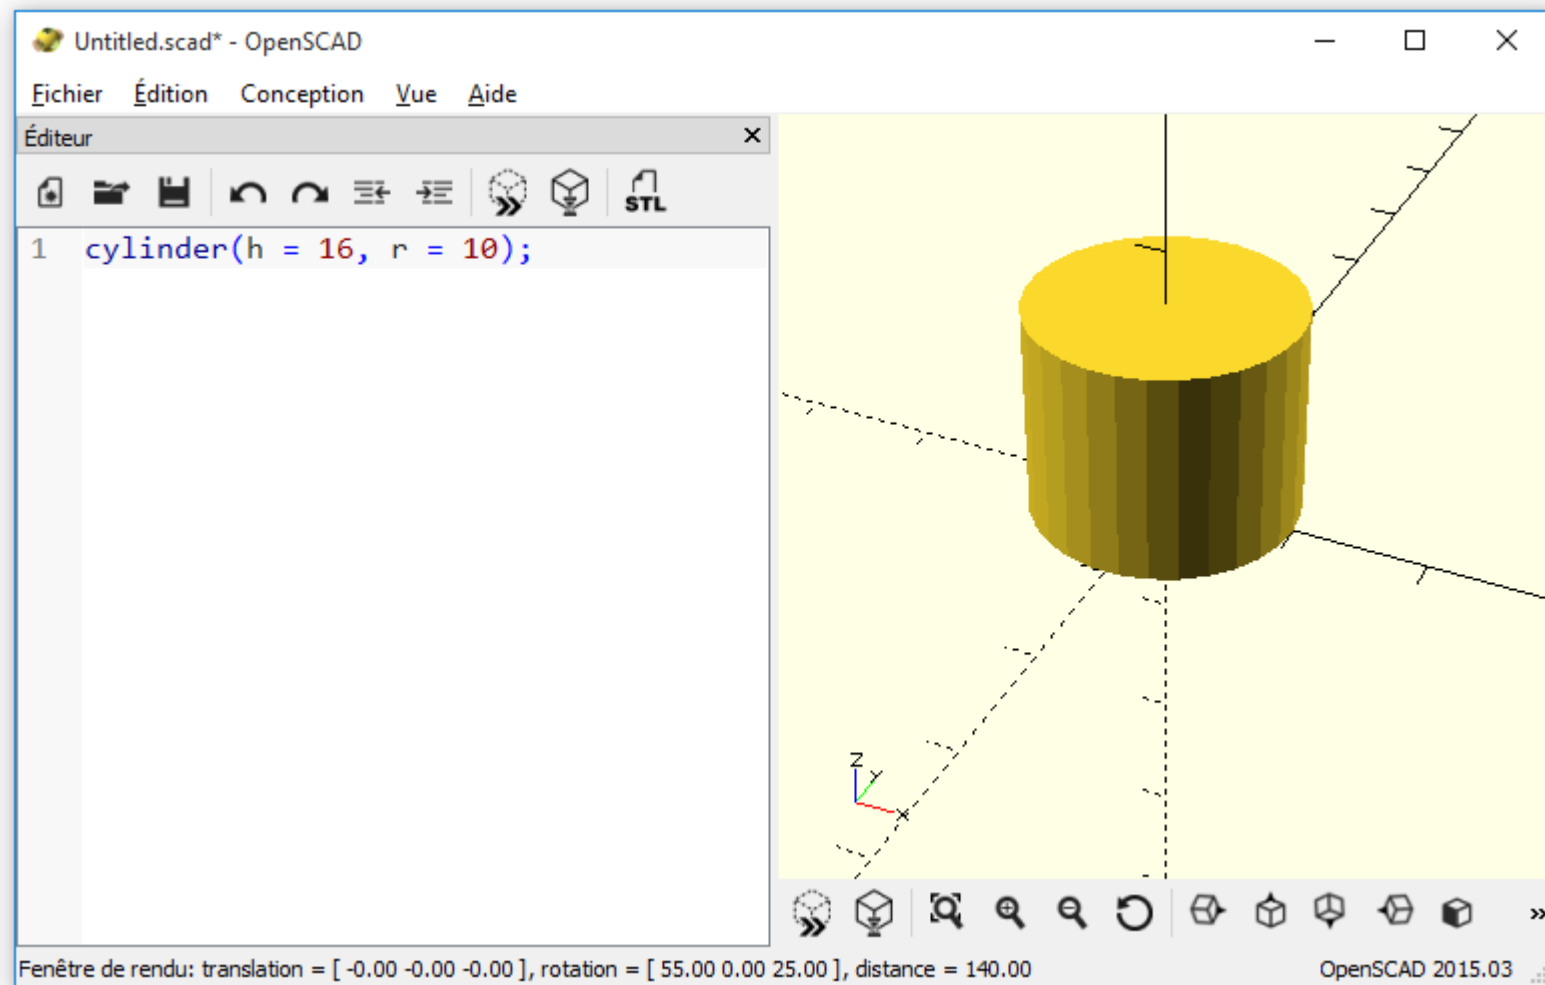 Untitled.scad* - OpenSCAD
Fichier Édition Conception Vue Aide
Éditeur
STL
1 cylinder(h = 16, r = 10);
Z
Y
X
Fenêtre de rendu: translation = [ -0.00 -0.00 -0.00 ], rotation = [ 55.00 0.00 25.00 ], distance = 140.00
OpenSCAD 2015.03